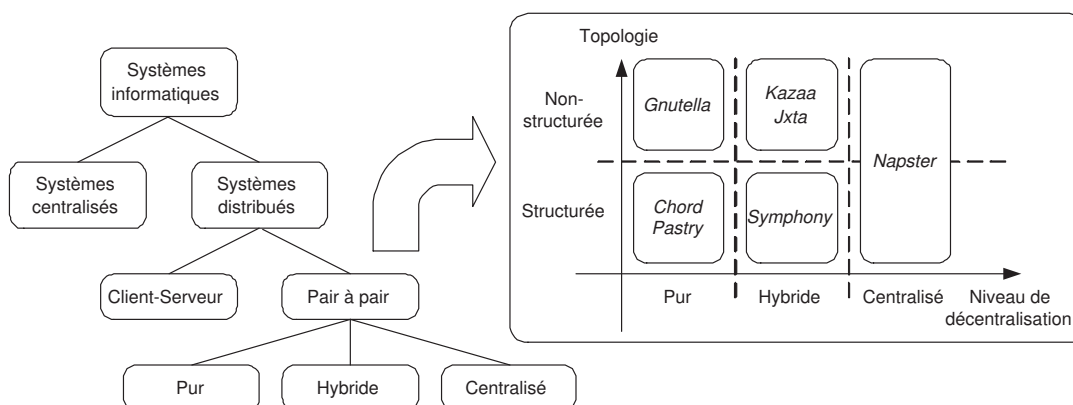 Systèmes
informatiques
Systèmes
centralisés
Systèmes
distribués
Client-Serveur
Pair à pair
Pur
Hybride
Centralisé
Topologie
Non-
structurée
Structurée
Gnutella
Kazaa
Jxta
Napster
Chord
Pastry
Symphony
Pur
Hybride
Centralisé
Niveau de
décentralisation